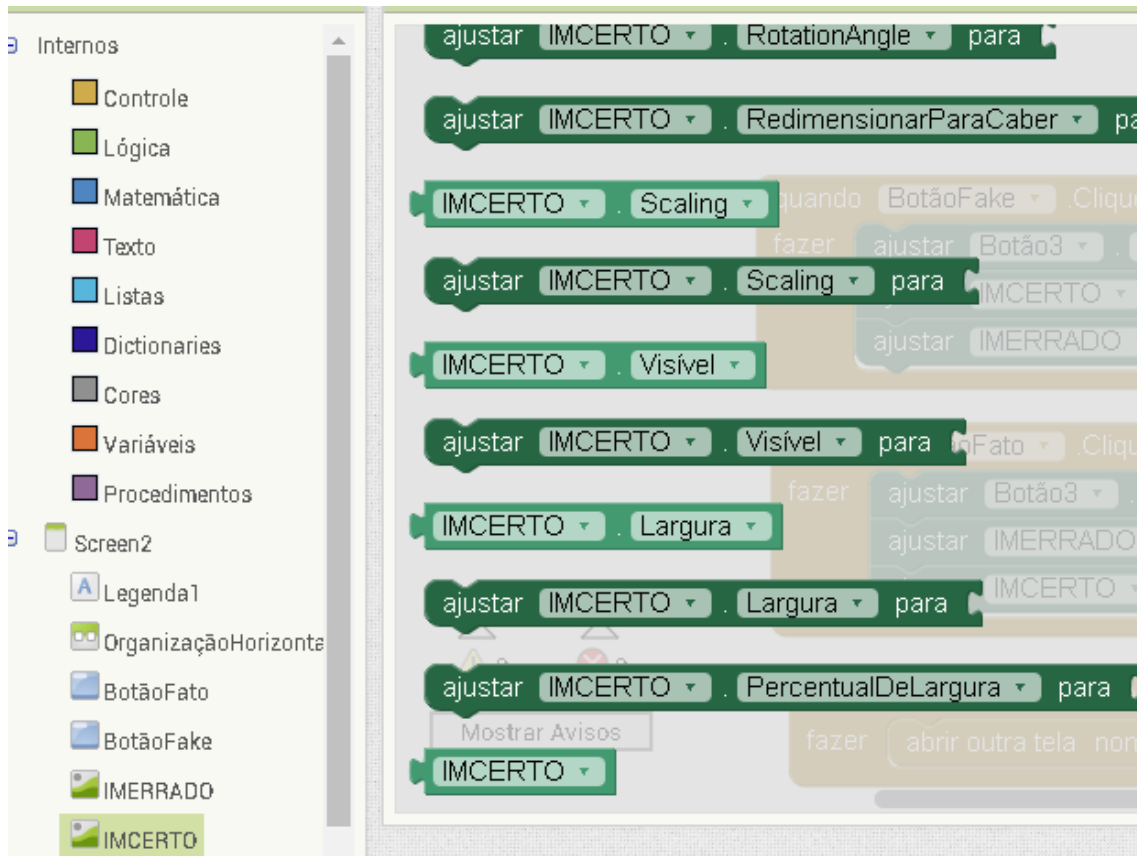 Internos
Controle
Lógica
Matemática
Texto
Listas
Dictionaries
Cores
Variáveis
Procedimentos
Screen2
Legenda1
OrganizaçãoHorizonta
BotãoFato
BotãoFake
IMERRADO
IMCERTO
ajustar IMCERTO . RotationAngle para
ajustar IMCERTO . RedimensionarParaCaber pa
IMCERTO . Scaling
ajustar IMCERTO . Scaling para
IMCERTO . Visível
ajustar IMCERTO . Visível para
IMCERTO . Largura
ajustar IMCERTO . Largura para
ajustar IMCERTO . PercentualDeLargura para
IMCERTO
Mostrar Avisos
quando BotãoFake .Cliqu
fazer ajustar Botão3 .
IMCERTO
ajustar IMERRADO
oFato .Cliqu
fazer ajustar Botão3 .
ajustar IMERRADO
IMCERTO
fazer abrir outra tela nom